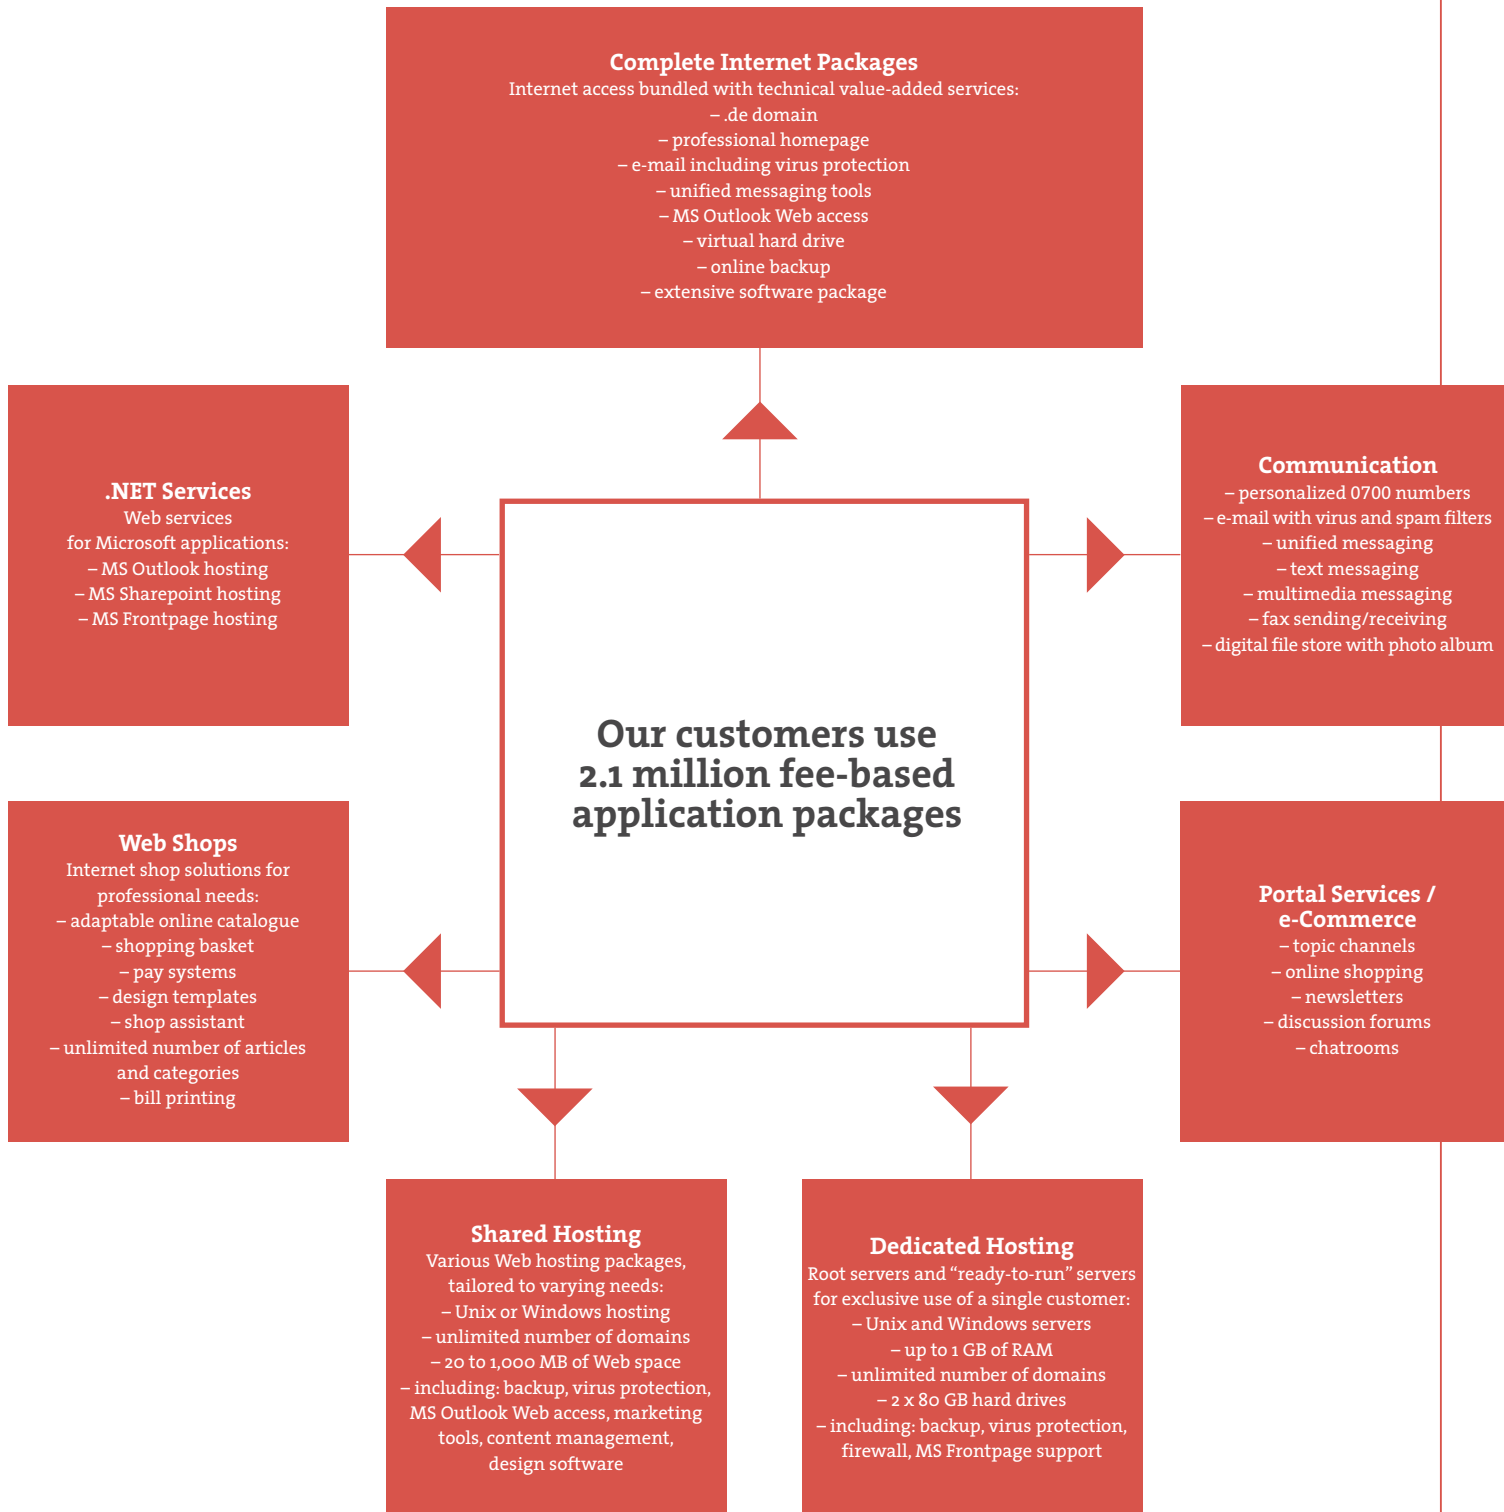 Complete Internet Packages
Internet access bundled with technical value-added services:
– .de domain
– professional homepage
– e-mail including virus protection
– unified messaging tools
– MS Outlook Web access
– virtual hard drive
– online backup
– extensive software package
.NET Services
Web services
for Microsoft applications:
– MS Outlook hosting
– MS Sharepoint hosting
– MS Frontpage hosting
Communication
– personalized 0700 numbers
– e-mail with virus and spam filters
– unified messaging
– text messaging
– multimedia messaging
– fax sending/receiving
– digital file store with photo album
Our customers use
2.1 million fee-based
application packages
Web Shops
Internet shop solutions for
professional needs:
– adaptable online catalogue
– shopping basket
– pay systems
– design templates
– shop assistant
– unlimited number of articles
and categories
– bill printing
Portal Services /
e-Commerce
– topic channels
– online shopping
– newsletters
– discussion forums
– chatrooms
Shared Hosting
Various Web hosting packages,
tailored to varying needs:
– Unix or Windows hosting
– unlimited number of domains
– 20 to 1,000 MB of Web space
– including: backup, virus protection,
MS Outlook Web access, marketing
tools, content management,
design software
Dedicated Hosting
Root servers and “ready-to-run” servers
for exclusive use of a single customer:
– Unix and Windows servers
– up to 1 GB of RAM
– unlimited number of domains
– 2 x 80 GB hard drives
– including: backup, virus protection,
firewall, MS Frontpage support